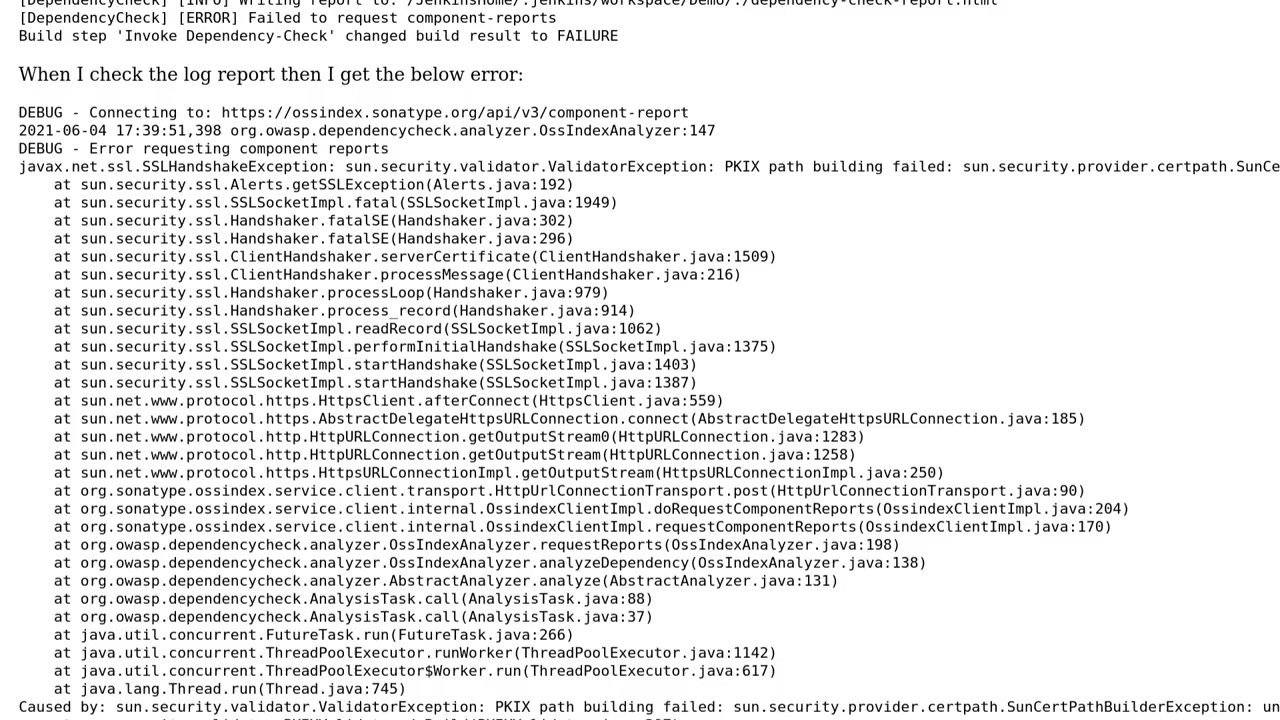 [DependencyCheck] [INFO] Writing report to: /JenkinsHome/.jenkins/workspace/Demo/./dependency-check-report.html
[DependencyCheck] [ERROR] Failed to request component-reports
Build step 'Invoke Dependency-Check' changed build result to FAILURE
When I check the log report then I get the below error:
DEBUG - Connecting to: https://ossindex.sonatype.org/api/v3/component-report
2021-06-04 17:39:51,398 org.owasp.dependencycheck.analyzer.OssIndexAnalyzer:147
DEBUG - Error requesting component reports
javax.net.ssl.SSLHandshakeException: sun.security.validator.ValidatorException: PKIX path building failed: sun.security.provider.certpath.SunCe
at sun.security.ssl.Alerts.getSSLException(Alerts.java:192)
at sun.security.ssl.SSLSocketImpl.fatal(SSLSocketImpl.java:1949)
at sun.security.ssl.Handshaker.fatalSE(Handshaker.java:302)
at sun.security.ssl.Handshaker.fatalSE(Handshaker.java:296)
at sun.security.ssl.ClientHandshaker.serverCertificate(ClientHandshaker.java:1509)
at sun.security.ssl.ClientHandshaker.processMessage(ClientHandshaker.java:216)
at sun.security.ssl.Handshaker.processLoop(Handshaker.java:979)
at sun.security.ssl.Handshaker.process_record(Handshaker.java:914)
at sun.security.ssl.SSLSocketImpl.readRecord(SSLSocketImpl.java:1062)
at sun.security.ssl.SSLSocketImpl.performInitialHandshake(SSLSocketImpl.java:1375)
at sun.security.ssl.SSLSocketImpl.startHandshake(SSLSocketImpl.java:1403)
at sun.security.ssl.SSLSocketImpl.startHandshake(SSLSocketImpl.java:1387)
at sun.net.www.protocol.https.HttpsClient.afterConnect(HttpsClient.java:559)
at sun.net.www.protocol.https.AbstractDelegateHttpsURLConnection.connect(AbstractDelegateHttpsURLConnection.java:185)
at sun.net.www.protocol.http.HttpURLConnection.getOutputStream0(HttpURLConnection.java:1283)
at sun.net.www.protocol.http.HttpURLConnection.getOutputStream(HttpURLConnection.java:1258)
at sun.net.www.protocol.https.HttpsURLConnectionImpl.getOutputStream(HttpsURLConnectionImpl.java:250)
at org.sonatype.ossindex.service.client.transport.HttpUrlConnectionTransport.post(HttpUrlConnectionTransport.java:90)
at org.sonatype.ossindex.service.client.internal.OssindexClientImpl.doRequestComponentReports(OssindexClientImpl.java:204)
at org.sonatype.ossindex.service.client.internal.OssindexClientImpl.requestComponentReports(OssindexClientImpl.java:170)
at org.owasp.dependencycheck.analyzer.OssIndexAnalyzer.requestReports(OssIndexAnalyzer.java:198)
at org.owasp.dependencycheck.analyzer.OssIndexAnalyzer.analyzeDependency(OssIndexAnalyzer.java:138)
at org.owasp.dependencycheck.analyzer.AbstractAnalyzer.analyze(AbstractAnalyzer.java:131)
at org.owasp.dependencycheck.AnalysisTask.call(AnalysisTask.java:88)
at org.owasp.dependencycheck.AnalysisTask.call(AnalysisTask.java:37)
at java.util.concurrent.FutureTask.run(FutureTask.java:266)
at java.util.concurrent.ThreadPoolExecutor.runWorker(ThreadPoolExecutor.java:1142)
at java.util.concurrent.ThreadPoolExecutor$Worker.run(ThreadPoolExecutor.java:617)
at java.lang.Thread.run(Thread.java:745)
Caused by: sun.security.validator.ValidatorException: PKIX path building failed: sun.security.provider.certpath.SunCertPathBuilderException: un